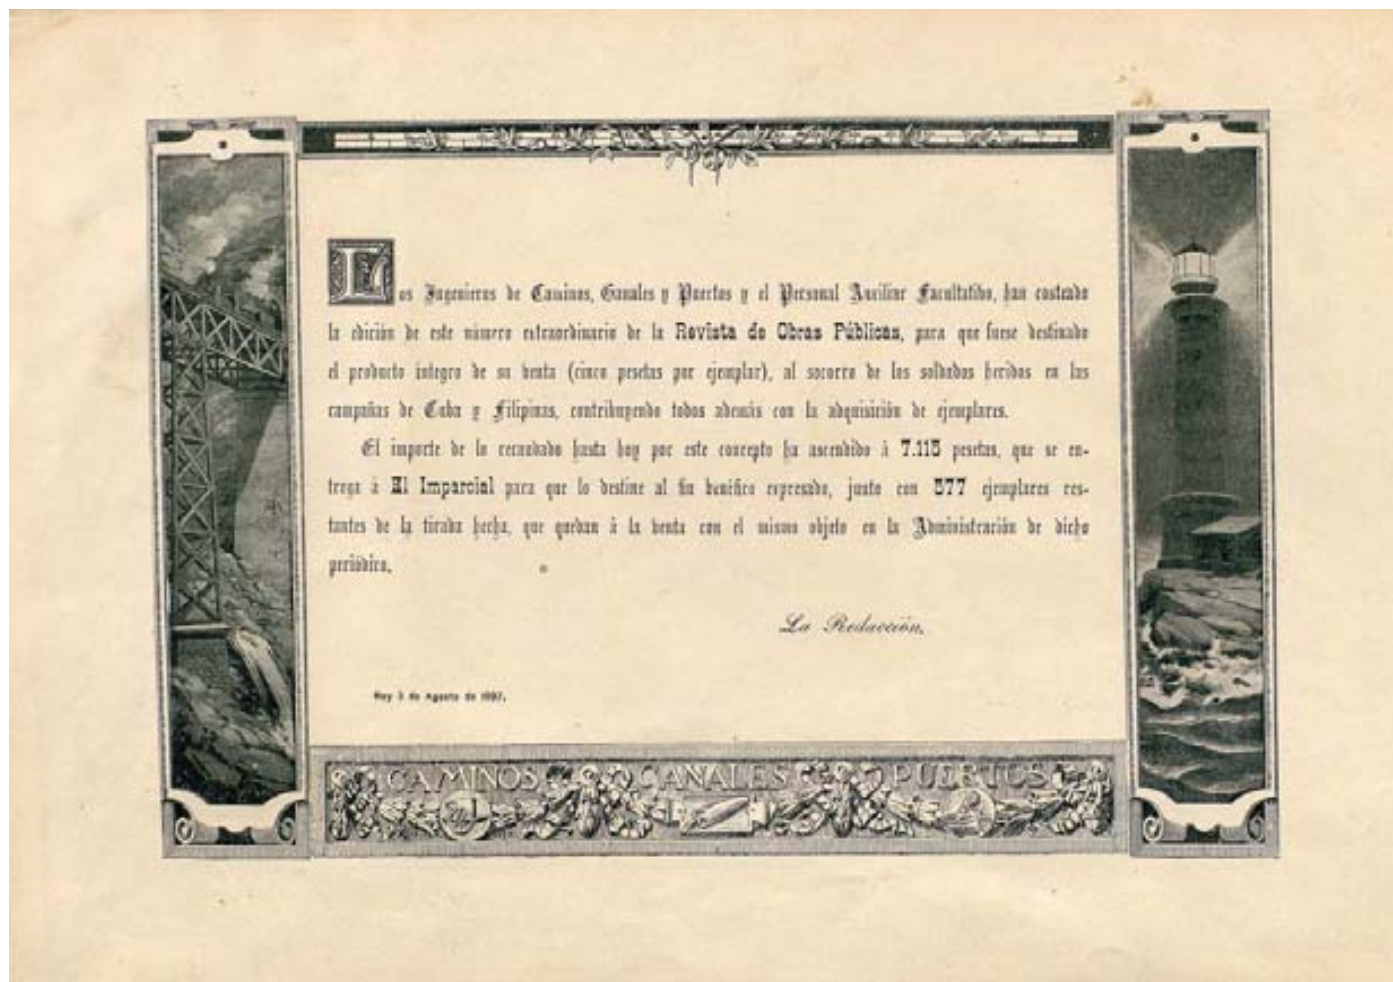 Los Ingenieros de Caminos, Canales y Puertos y el Personal Auxiliar Facultativo, han costeado
la edición de este número extraordinario de la Revista de Obras Públicas, para que fuese destinado
el producto íntegro de su venta (cinco pesetas por ejemplar), al socorro de los soldados heridos en las
campañas de Cuba y Filipinas, contribuyendo todos además con la adquisición de ejemplares.
El importe de lo recaudado hasta hoy por este concepto ha ascendido á 7.115 pesetas, que se en-
trega á El Imparcial para que lo destine al fin benéfico expresado, junto con 577 ejemplares res-
tantes de la tirada hecha, que quedan á la venta con el mismo objeto en la Administración de dicho
periódico.
La Redacción.
Hoy 3 de Agosto de 1897.
CAMINOS CANALES PUERTOS